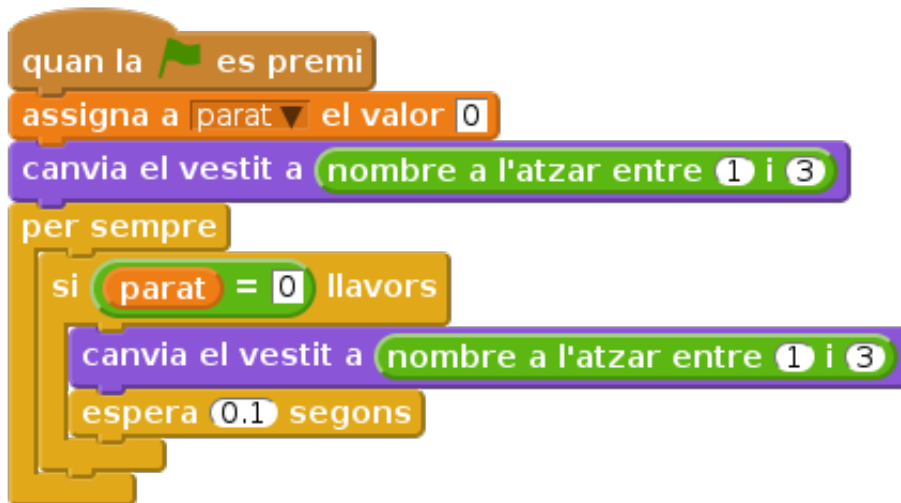 quan la es premi
assigna a parat ▼ el valor 0
canvia el vestit a nombre a l'atzar entre 1 i 3
per sempre
si parat = 0 llavors
canvia el vestit a nombre a l'atzar entre 1 i 3
espera 0.1 segons